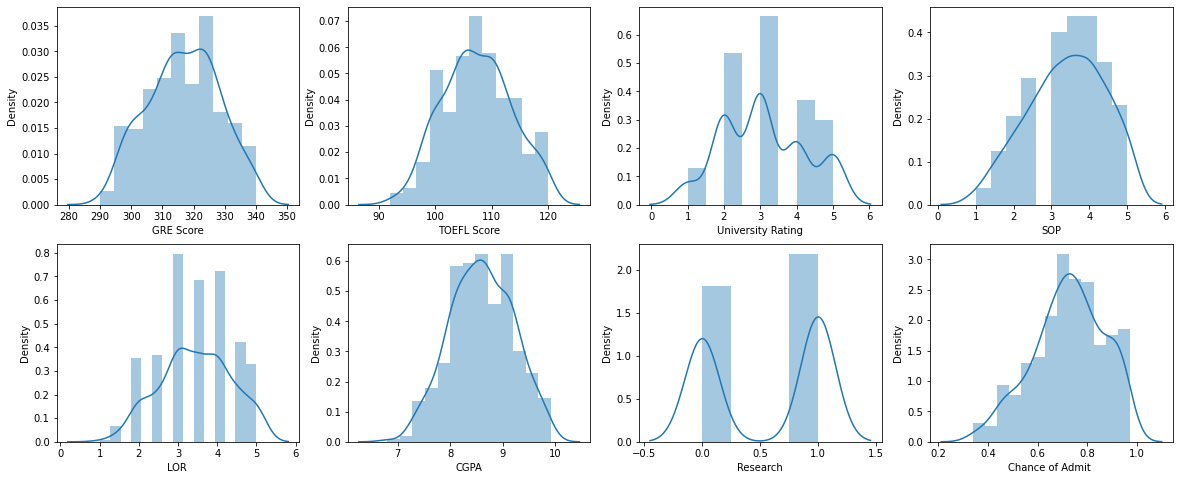 Density
0.035
0.030
0.025
0.020
0.015
0.010
0.005
0.000
280 290 300 310 320 330 340 350
GRE Score
Density
0.07
0.06
0.05
0.04
0.03
0.02
0.01
0.00
90 100 110 120
TOEFL Score
Density
0.6
0.5
0.4
0.3
0.2
0.1
0.0
0 1 2 3 4 5 6
University Rating
Density
0.4
0.3
0.2
0.1
0.0
0 1 2 3 4 5 6
SOP
Density
0.8
0.7
0.6
0.5
0.4
0.3
0.2
0.1
0.0
0 1 2 3 4 5 6
LOR
Density
0.6
0.5
0.4
0.3
0.2
0.1
0.0
7 8 9 10
CGPA
Density
2.0
1.5
1.0
0.5
0.0
−0.5 0.0 0.5 1.0 1.5
Research
Density
3.0
2.5
2.0
1.5
1.0
0.5
0.0
0.2 0.4 0.6 0.8 1.0
Chance of Admit